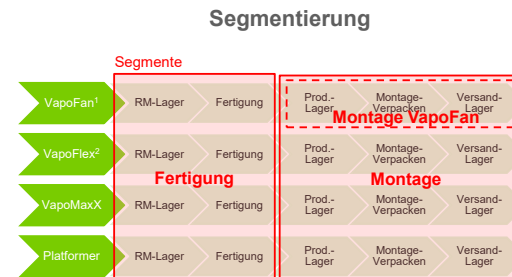 Segmentierung
Segmente
VapoFan¹ RM-Lager Fertigung Prod.-Lager Montage-Verpacken Versand-Lager
Montage VapoFan
VapoFlex² RM-Lager Fertigung Prod.-Lager Montage-Verpacken Versand-Lager
Fertigung Montage
VapoMaxX RM-Lager Fertigung Prod.-Lager Montage-Verpacken Versand-Lager
Platformer RM-Lager Fertigung Prod.-Lager Montage-Verpacken Versand-Lager